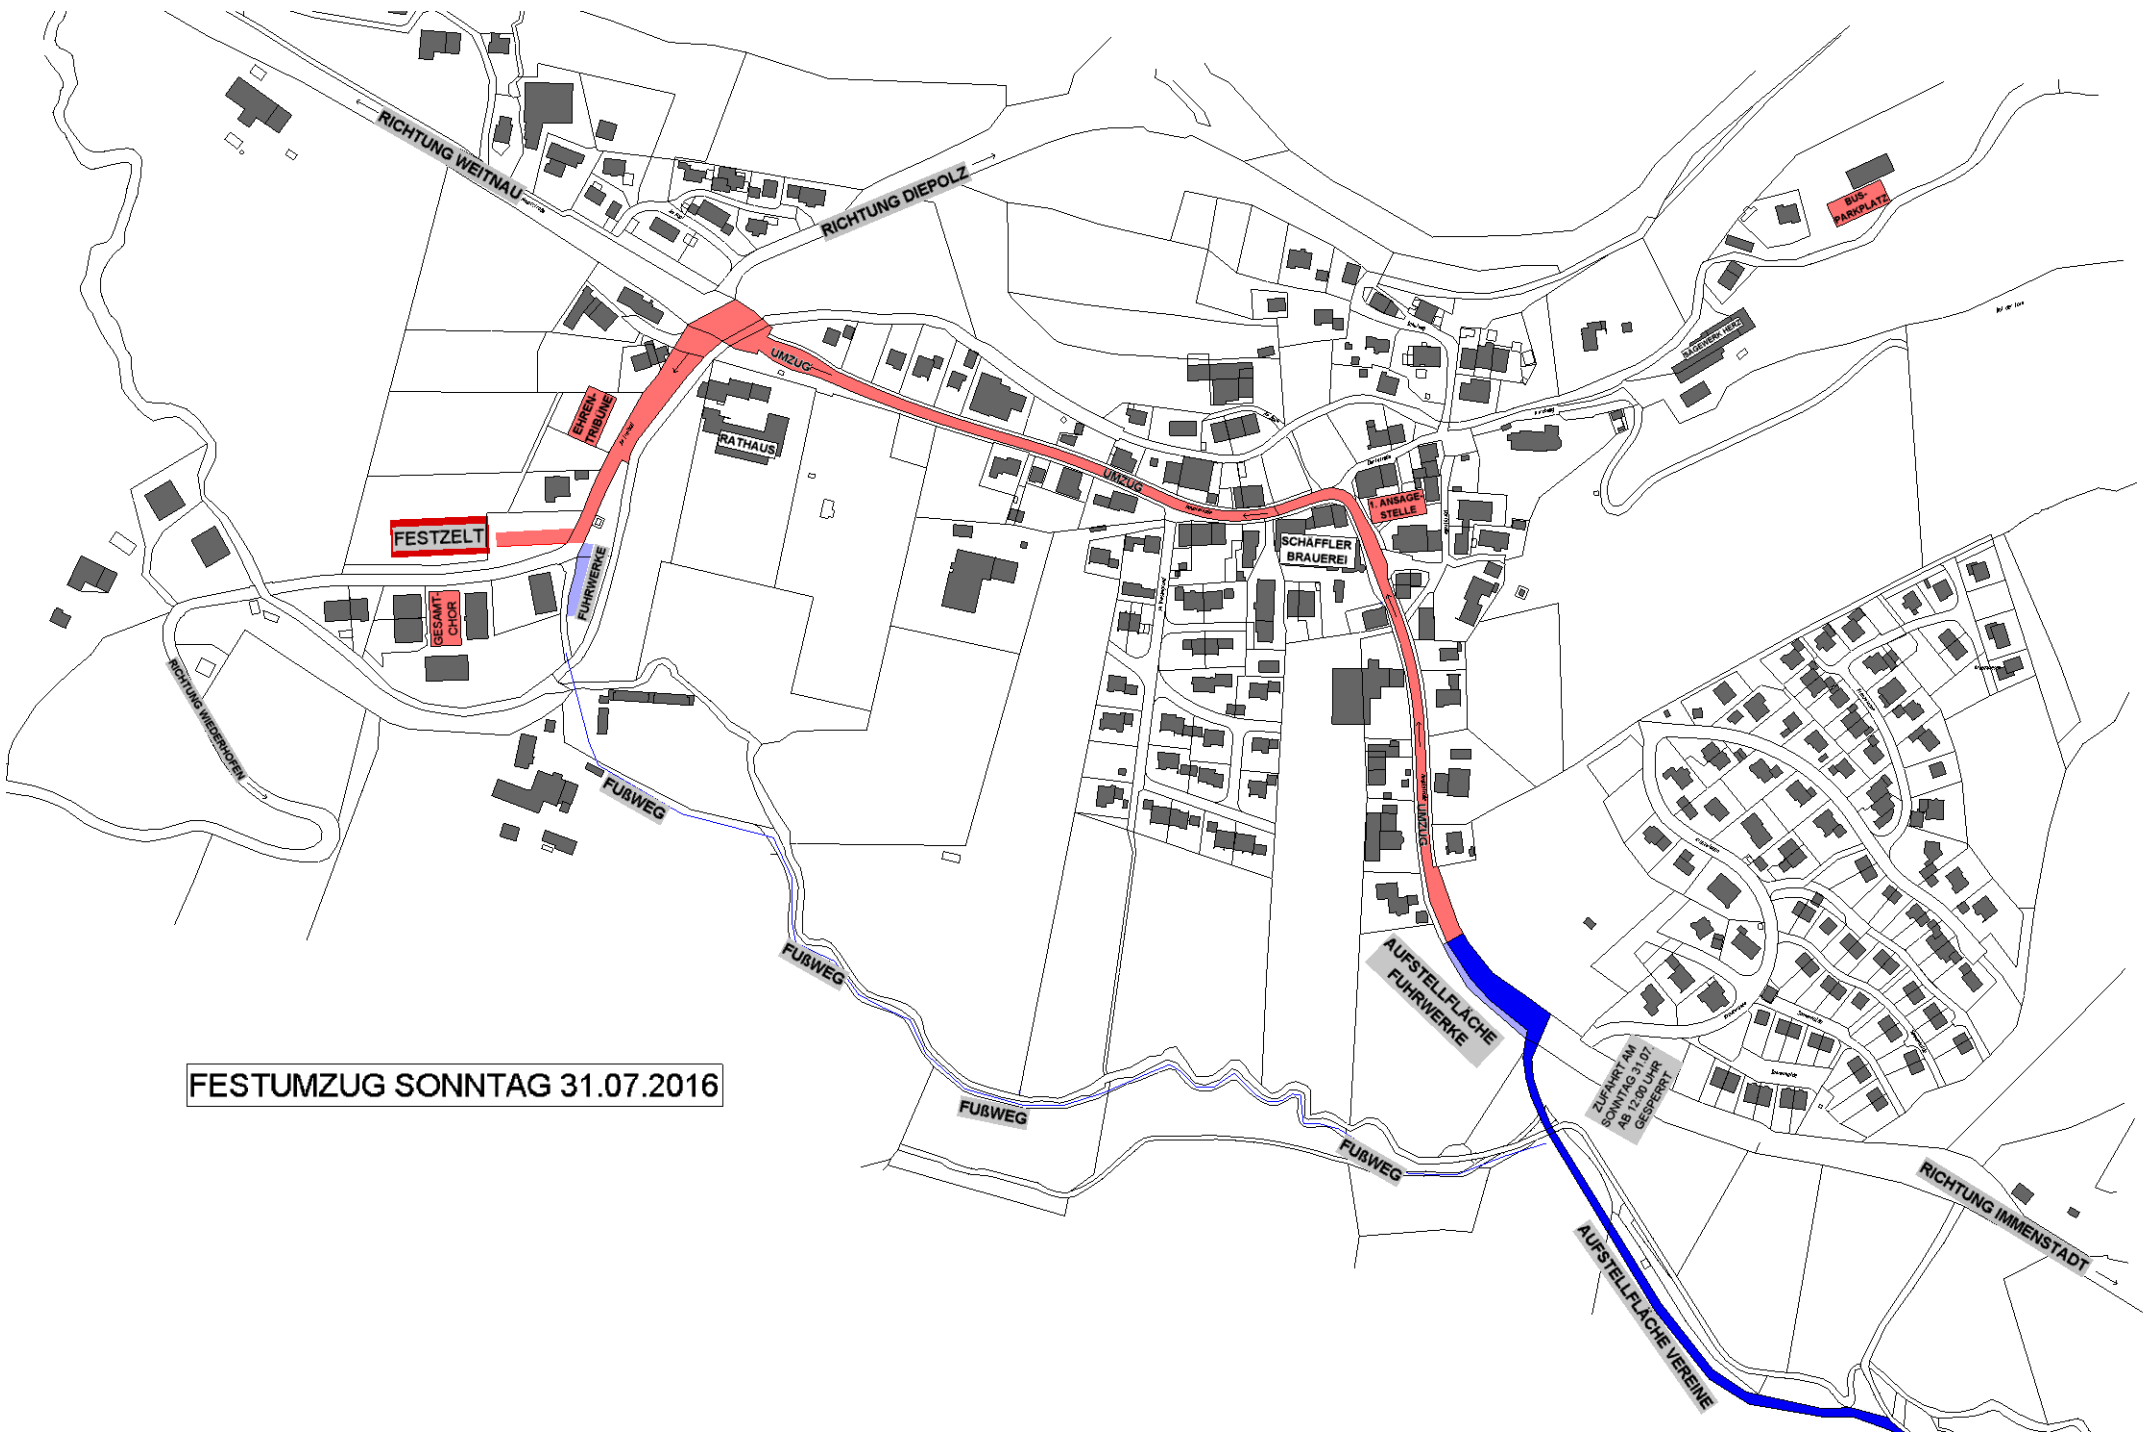 RICHTUNG WEITNAU
RICHTUNG DIEPOLZ
BUS-
PARKPLATZ
SÄGEWERK HERZ
UMZUG
EHREN-
TRIBÜNE
RATHAUS
UMZUG
1. ANSAGE-
STELLE
FESTZELT
SCHÄFFLER
BRAUEREI
FUHRWERKE
GESAMT-
CHOR
RICHTUNG WIEDERHOFEN
FUßWEG
UMZUG
FUßWEG
AUFSTELLFLÄCHE
FUHRWERKE
FESTUMZUG SONNTAG 31.07.2016
ZUFAHRT AM
SONNTAG 31.07.
AB 12:00 UHR
GESPERRT
FUßWEG
FUßWEG
RICHTUNG IMMENSTADT
AUFSTELLFLÄCHE VEREINE